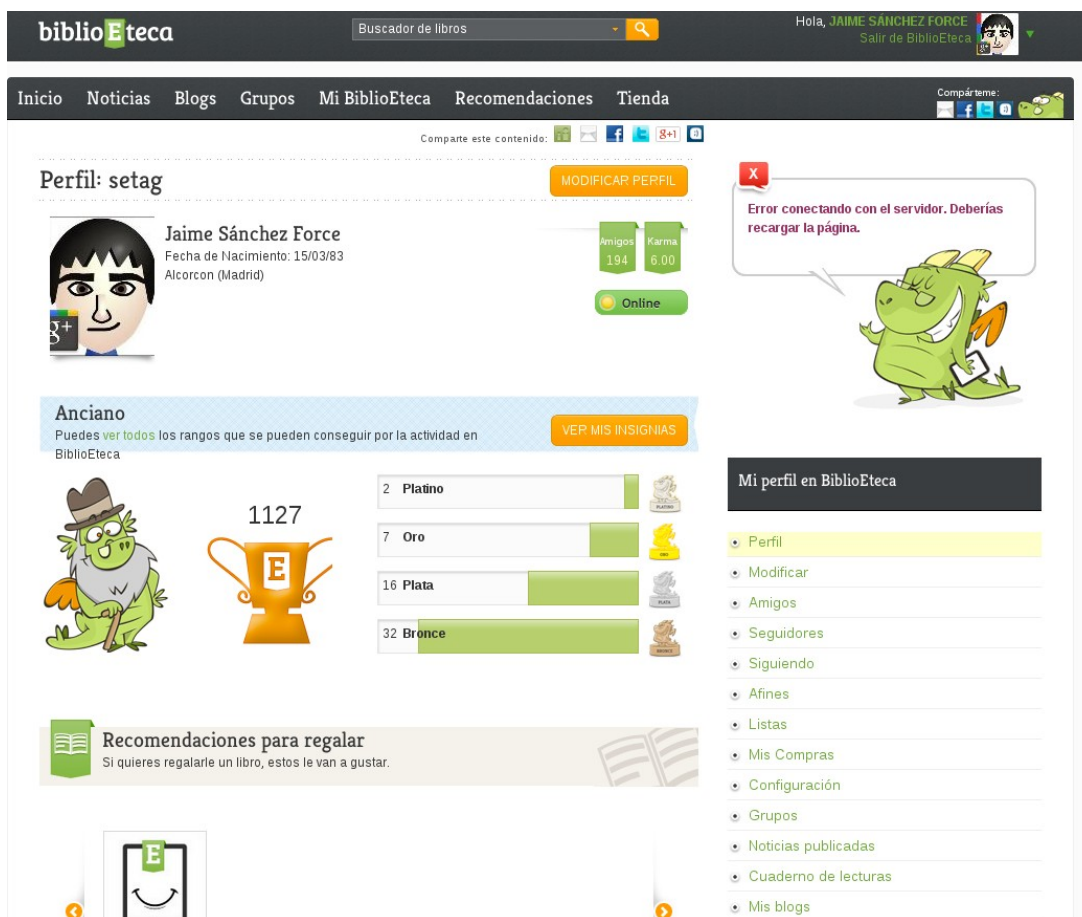 biblioEteca
Buscador de libros
Hola, JAIME SÁNCHEZ FORCE
Salir de BiblioEteca
Inicio Noticias Blogs Grupos Mi BiblioEteca Recomendaciones Tienda
Compárteme:
Comparte este contenido:
g+1
Perfil: setag
MODIFICAR PERFIL
Jaime Sánchez Force
Fecha de Nacimiento: 15/03/83
Alcorcon (Madrid)
g+
Amigos Karma
194 6.00
Online
X
Error conectando con el servidor. Deberías
recargar la página.
Anciano
Puedes ver todos los rangos que se pueden conseguir por la actividad en
BiblioEteca
VER MIS INSIGNIAS
1127
E
2 Platino
PLATINO
7 Oro
ORO
16 Plata
PLATA
32 Bronce
BRONCE
Recomendaciones para regalar
Si quieres regalarle un libro, estos le van a gustar.
E
Mi perfil en BiblioEteca
Perfil
Modificar
Amigos
Seguidores
Siguiendo
Afines
Listas
Mis Compras
Configuración
Grupos
Noticias publicadas
Cuaderno de lecturas
Mis blogs